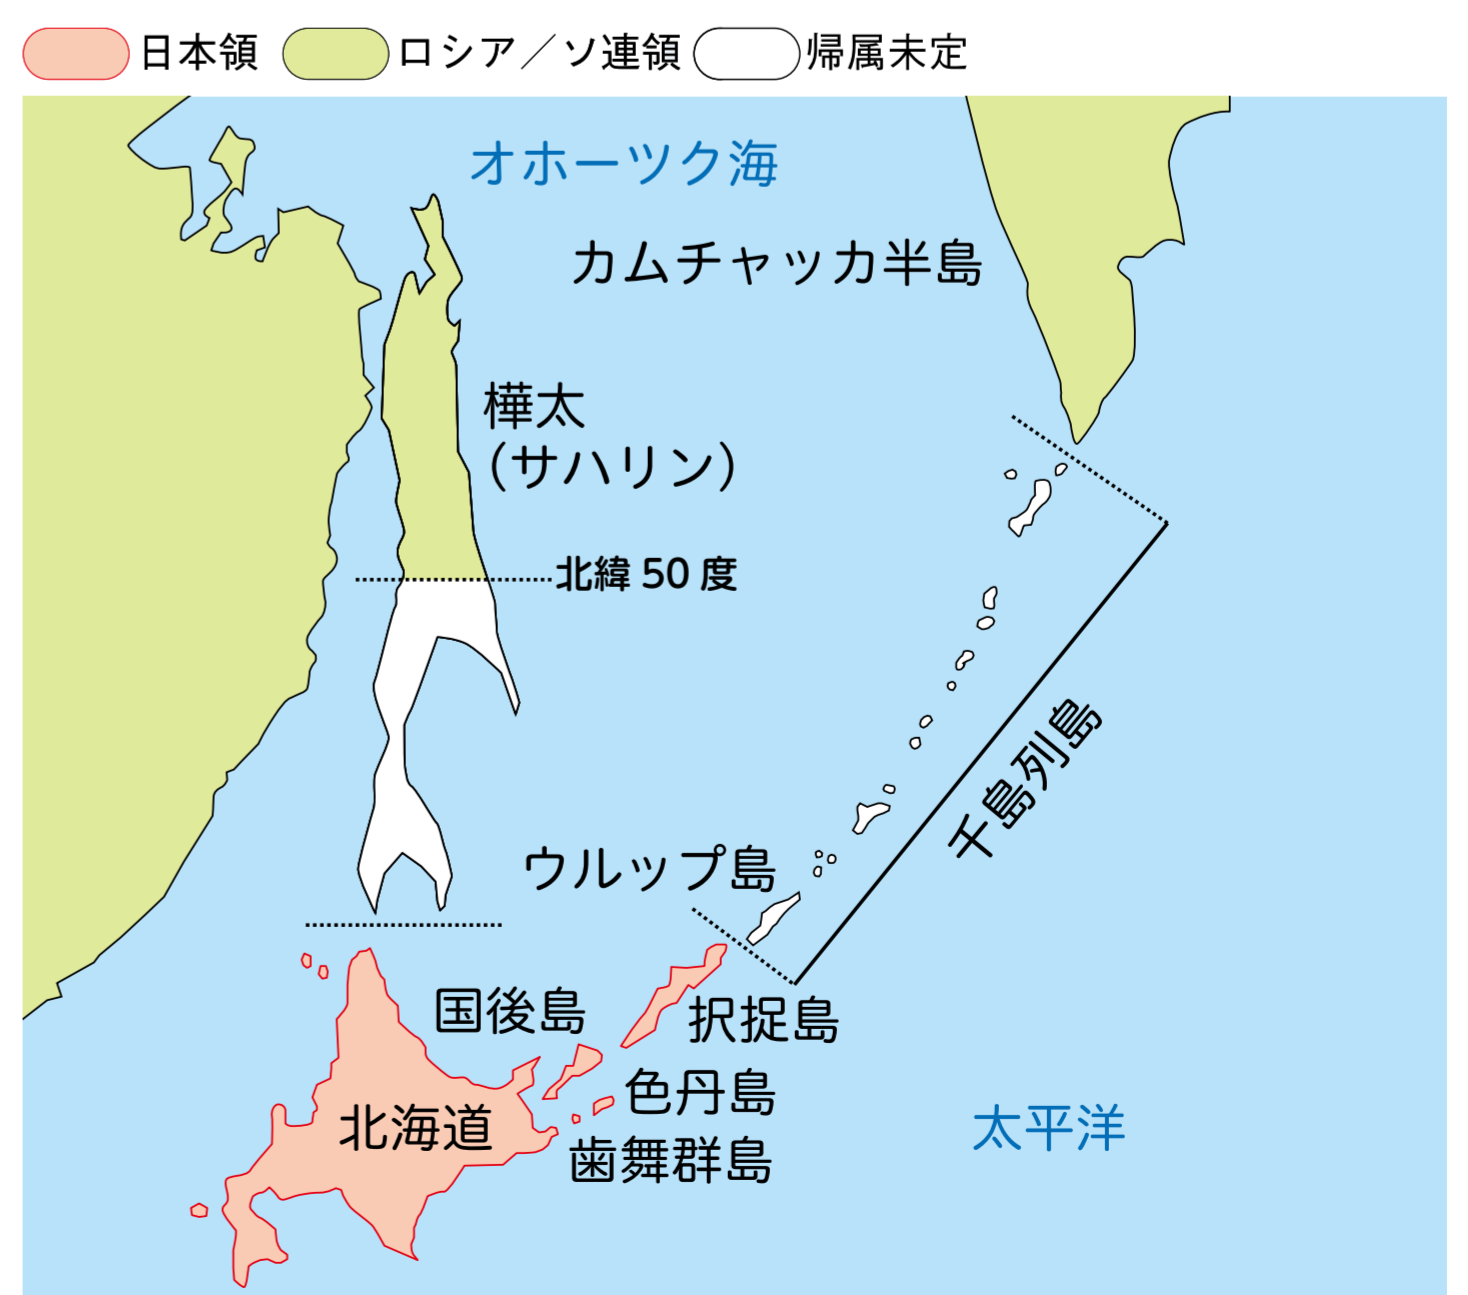 日本領 ロシア／ソ連領 帰属未定
オホーツク海
カムチャッカ半島
樺太
（サハリン）
北緯 50 度
千島列島
ウルップ島
国後島
択捉島
色丹島
北海道
歯舞群島
太平洋